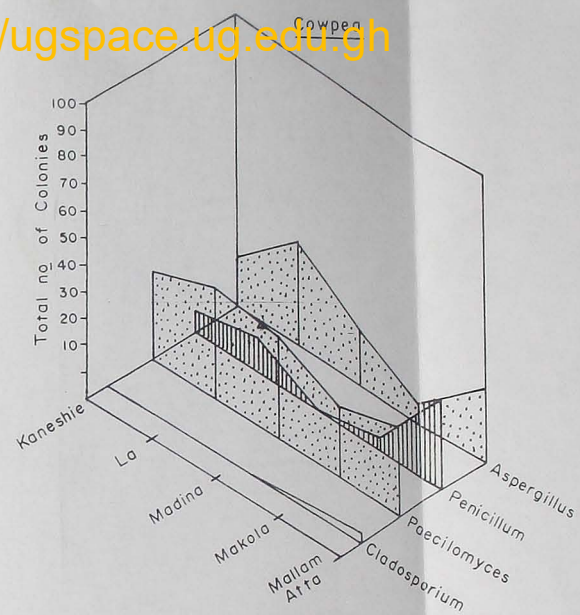 /ugspace.ug.edu.gh
Cowpea
Total no of Colonies
100
90
80
70
60
50
40
30
20
10
Kaneshie
La
Madina
Makola
Mallam
Atta
Aspergillus
Penicillum
Paecilomyces
Cladosporium